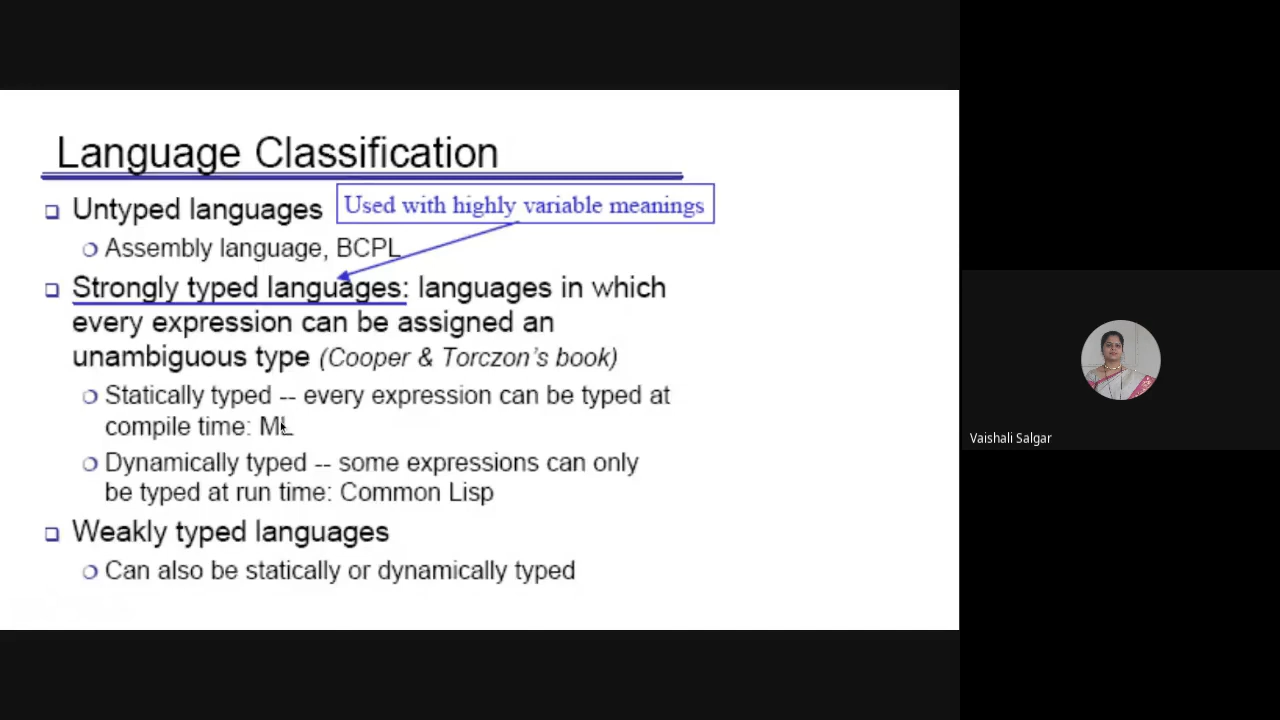 Language Classification
Untyped languages
Used with highly variable meanings
Assembly language, BCPL
Strongly typed languages: languages in which
every expression can be assigned an
unambiguous type (Cooper & Torczon's book)
Statically typed -- every expression can be typed at
compile time: ML
Dynamically typed -- some expressions can only
be typed at run time: Common Lisp
Weakly typed languages
Can also be statically or dynamically typed
Vaishali Salgar